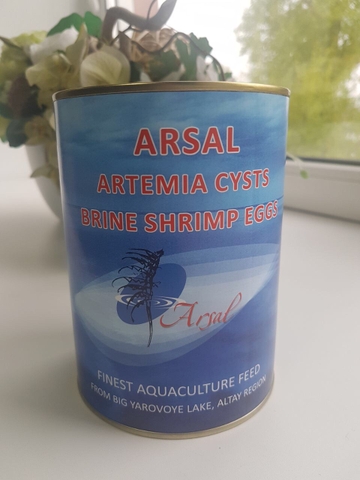 ARSAL
ARTEMIA CYSTS
BRINE SHRIMP EGGS
Arsal
FINEST AQUACULTURE FEED
FROM BIG YAROVOYE LAKE, ALTAY REGION